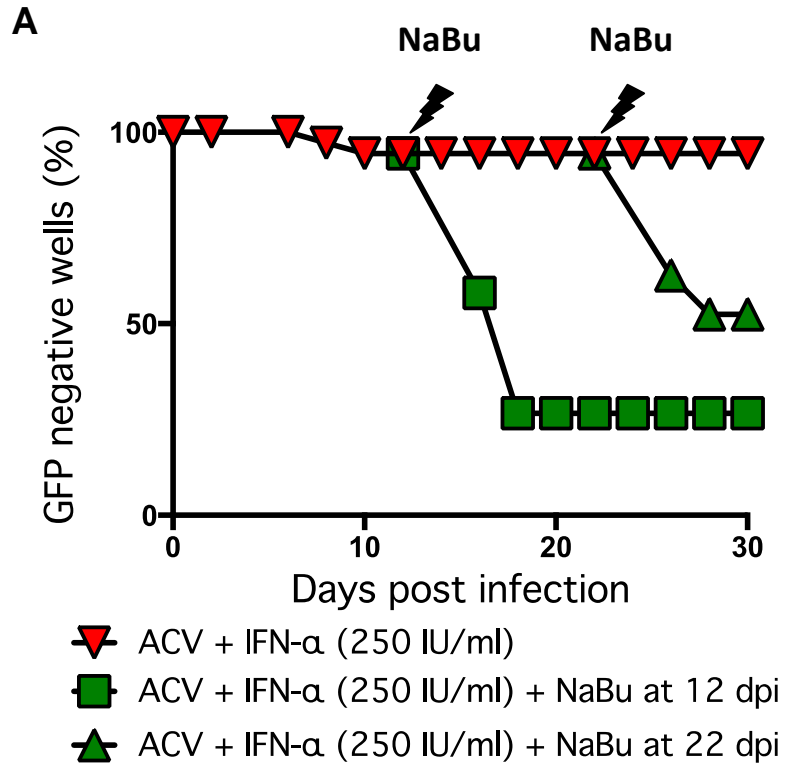 A
NaBu NaBu
100
50
0
GFP negative wells (%)
0 10 20 30
Days post infection
ACV + IFN-α (250 IU/ml)
ACV + IFN-α (250 IU/ml) + NaBu at 12 dpi
ACV + IFN-α (250 IU/ml) + NaBu at 22 dpi